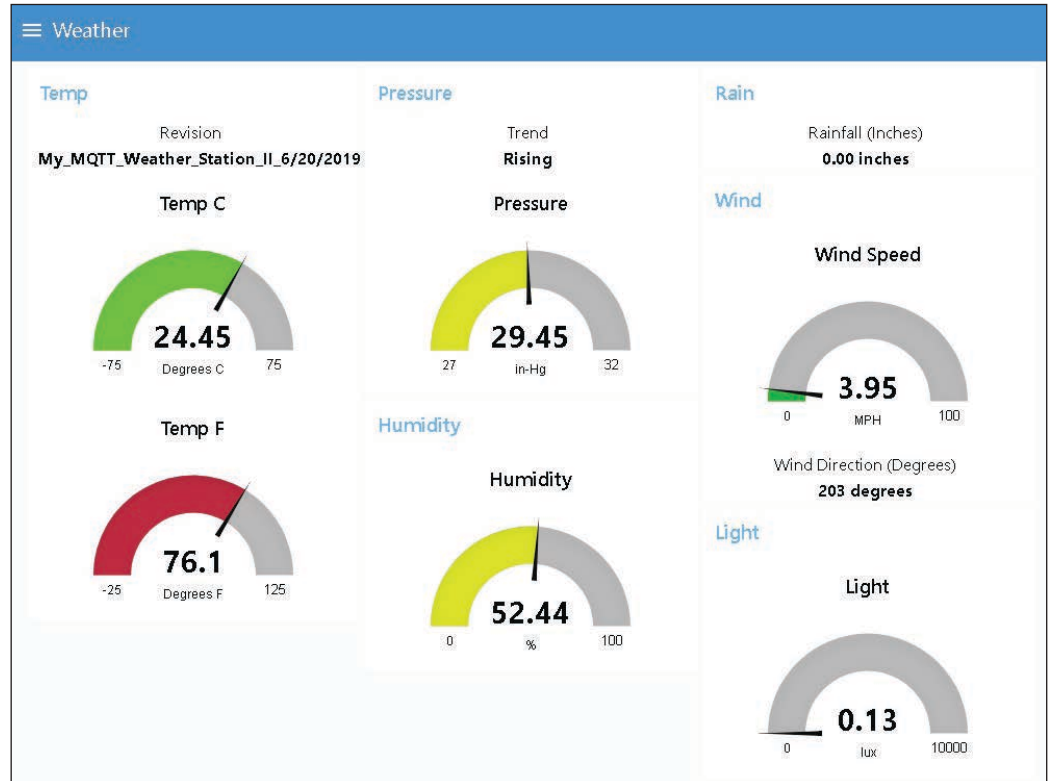 Weather
Temp
Revision
My_MQTT_Weather_Station_II_6/20/2019
Temp C
24.45
-75
Degrees C
75
Temp F
76.1
-25
Degrees F
125
Pressure
Trend
Rising
Pressure
29.45
27
in-Hg
32
Humidity
Humidity
52.44
0
%
100
Rain
Rainfall (Inches)
0.00 inches
Wind
Wind Speed
3.95
0
MPH
100
Wind Direction (Degrees)
203 degrees
Light
Light
0.13
0
lux
10000